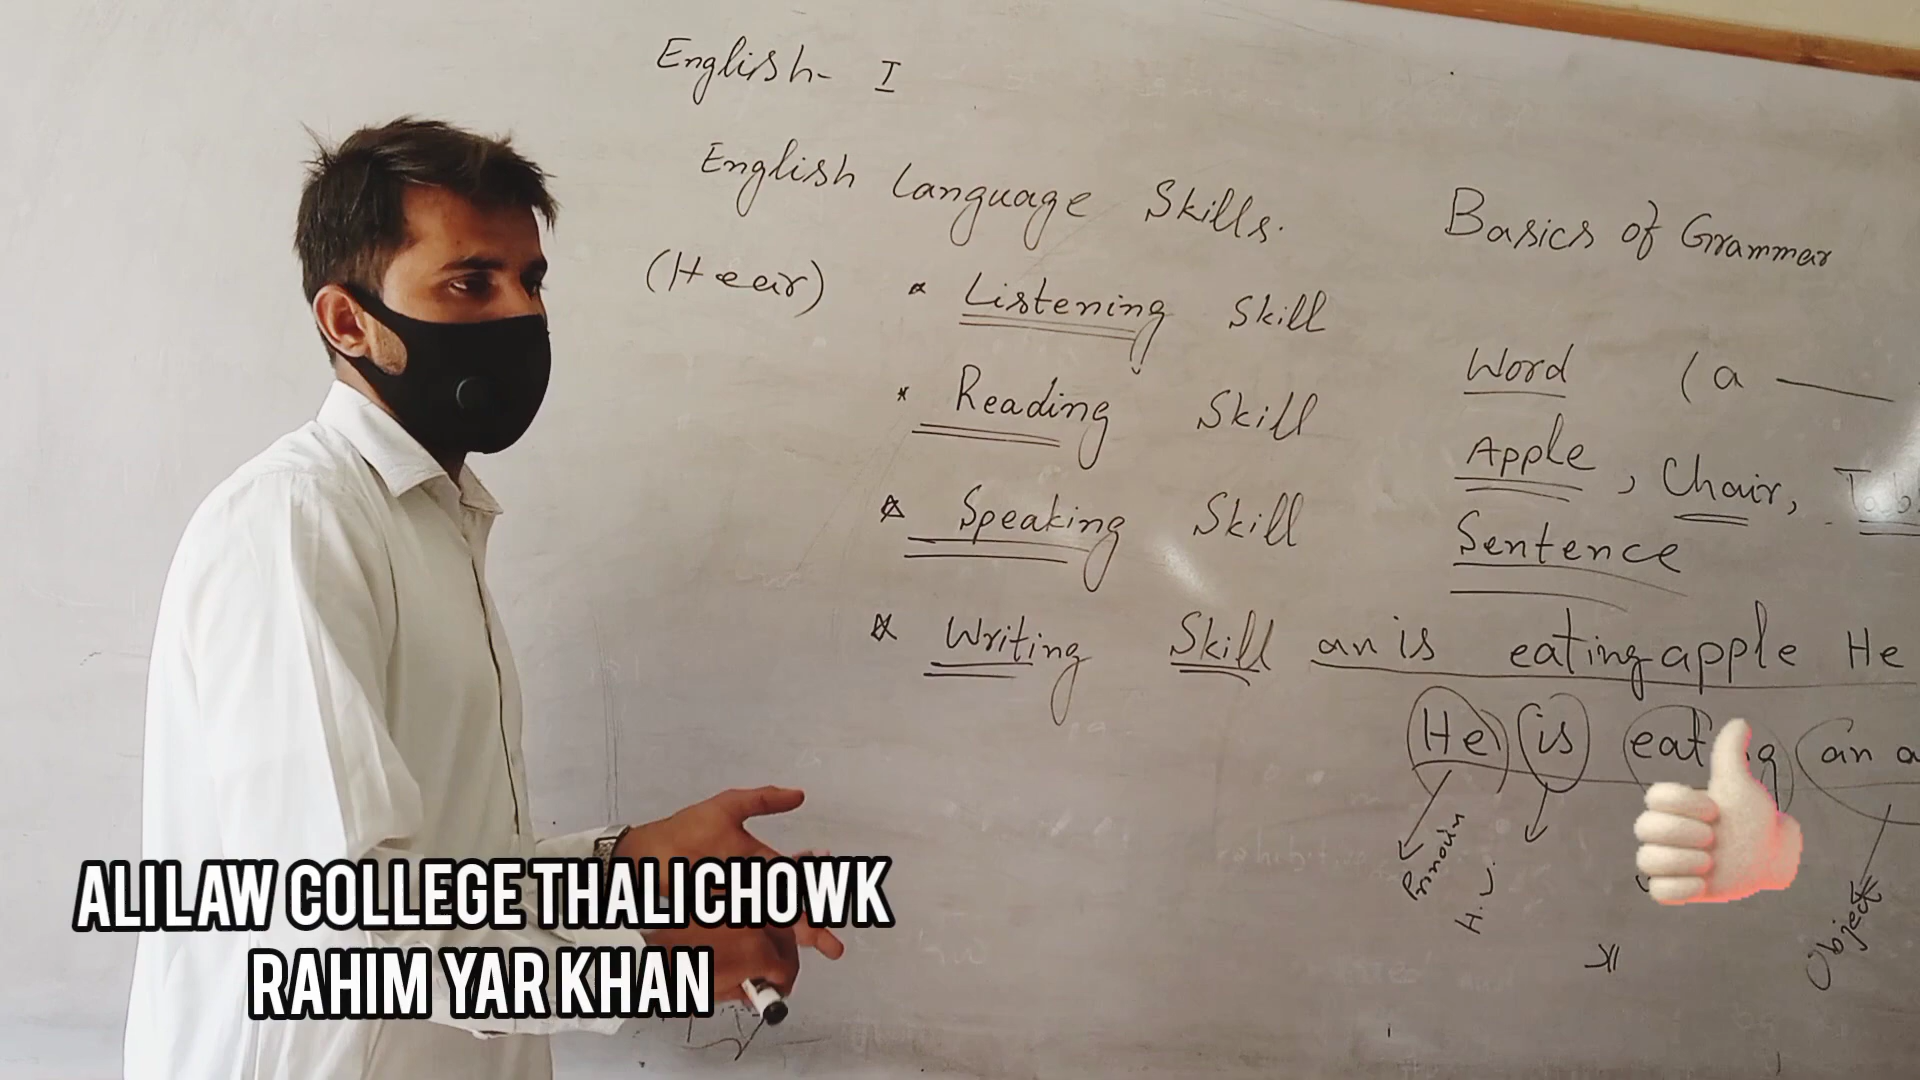 English- I
English Language Skills.
(Hear) * Listening Skill
* Reading Skill
* Speaking Skill
* Writing Skill
Basics of Grammar
Word (a
Apple, Chair,
Sentence
an is eating apple He
He is eat g an a
H.V
Object
ALI LAW COLLEGE THALI CHOWK
RAHIM YAR KHAN